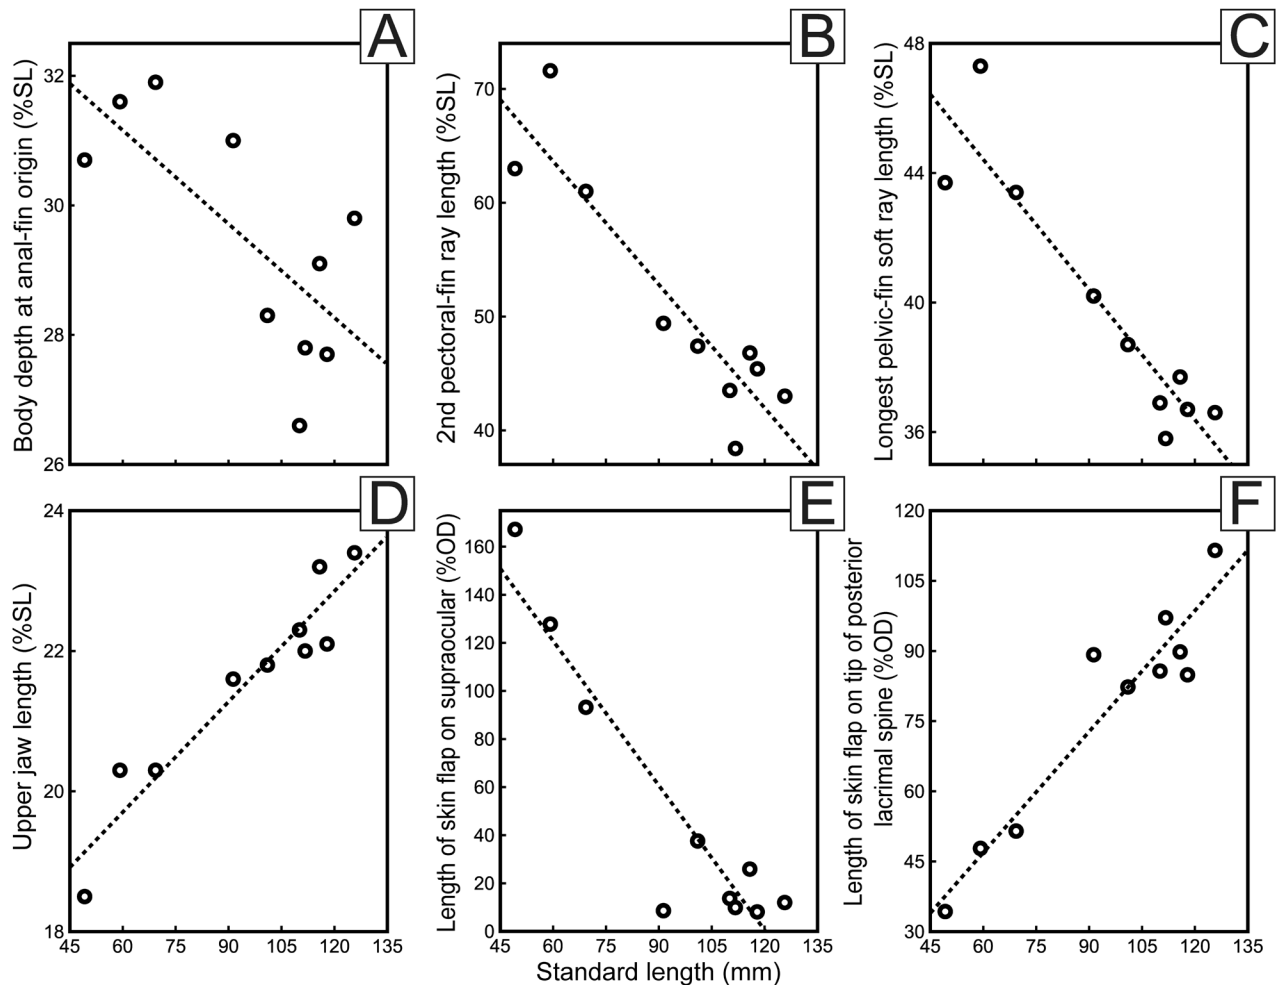 A
B
C
Body depth at anal-fin origin (%SL)
32
30
28
26
2nd pectoral-fin ray length (%SL)
70
60
50
40
Longest pelvic-fin soft ray length (%SL)
48
44
40
36
D
E
F
Upper jaw length (%SL)
24
22
20
18
45 60 75 90 105 120 135
Length of skin flap on supraocular (%OD)
160
140
120
100
80
60
40
20
0
45 60 75 90 105 120 135
Length of skin flap on tip of posterior
lacrimal spine (%OD)
120
105
90
75
60
45
30
45 60 75 90 105 120 135
Standard length (mm)